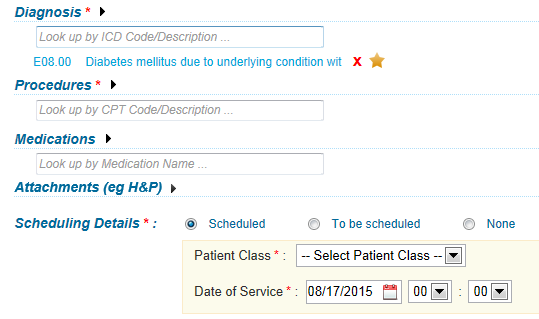 Diagnosis *
Look up by ICD Code/Description ...
E08.00 Diabetes mellitus due to underlying condition wit X
Procedures *
Look up by CPT Code/Description ...
Medications
Look up by Medication Name ...
Attachments (eg H&P)
Scheduling Details * : Scheduled To be scheduled None
Patient Class * : -- Select Patient Class --
Date of Service * : 08/17/2015 00 : 00